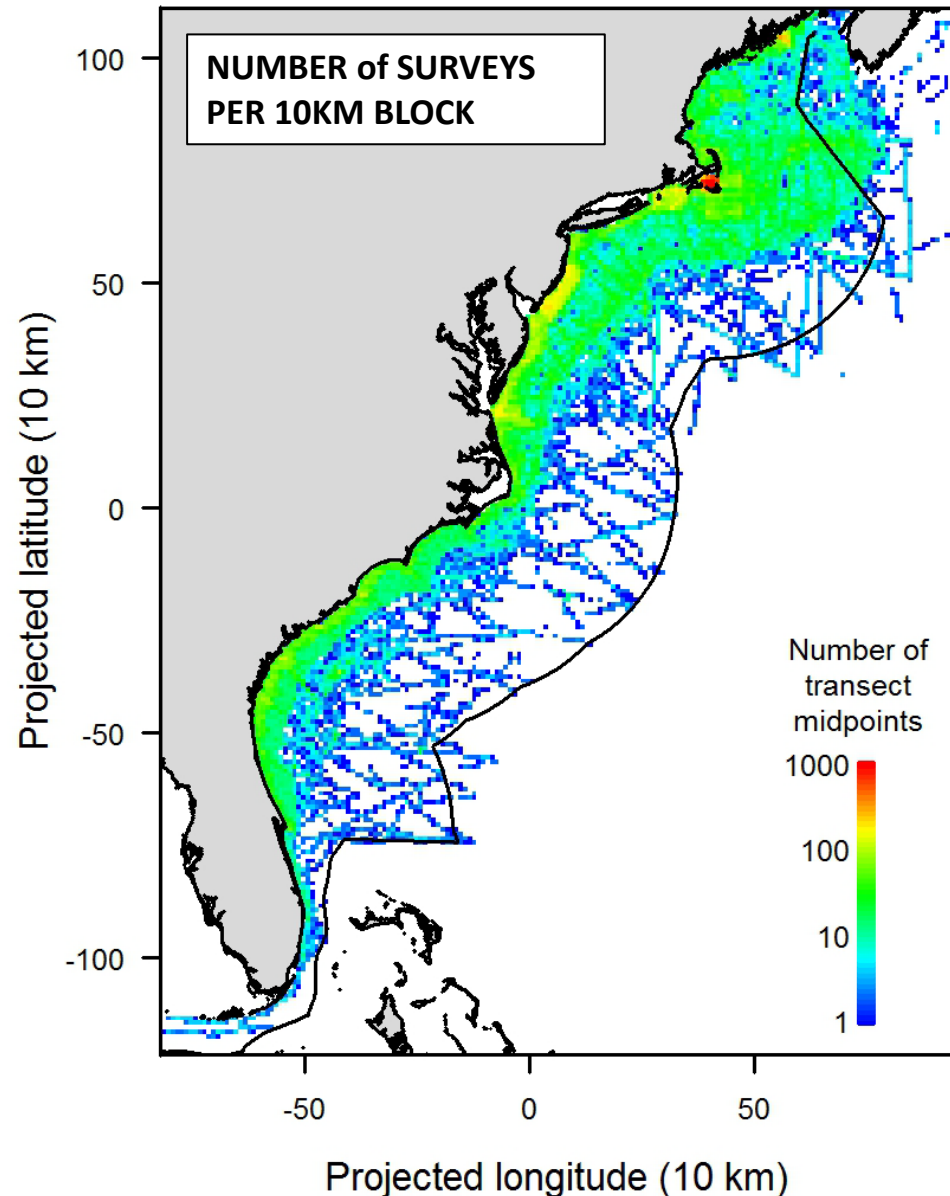 NUMBER of SURVEYS
PER 10KM BLOCK
100
50
0
-50
-100
Projected latitude (10 km)
Number of
transect
midpoints
1000
100
10
1
-50
0
50
Projected longitude (10 km)